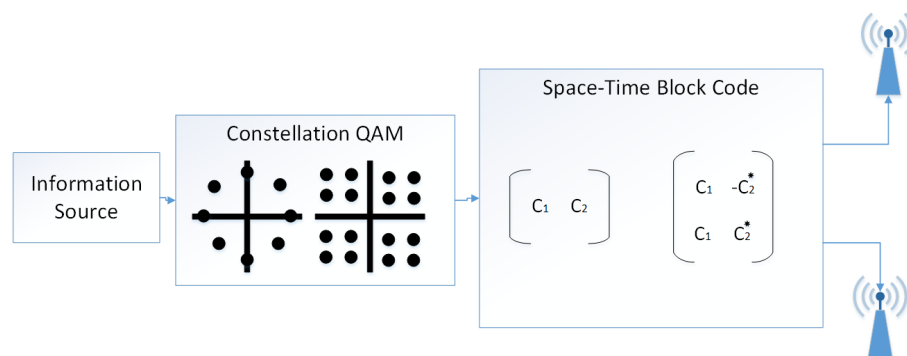 Information
Source
Constellation QAM
Space-Time Block Code
C1 C2
C1 -C2*
C1 C2*